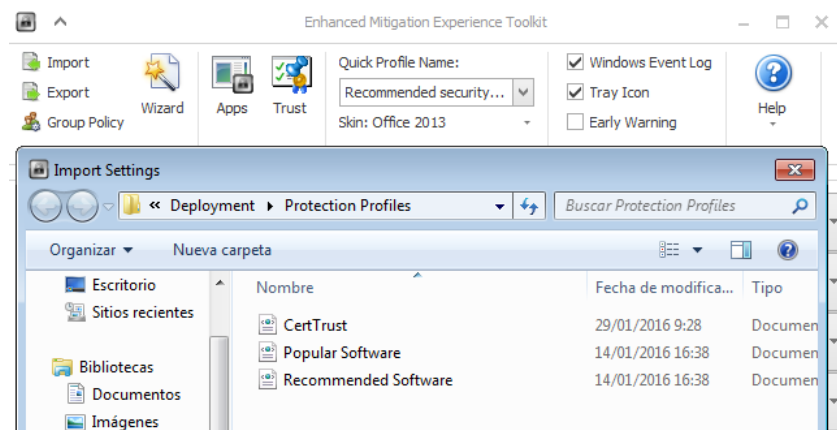 Enhanced Mitigation Experience Toolkit
Import
Export
Group Policy
Wizard
Apps
Trust
Quick Profile Name:
Recommended security...
Skin: Office 2013
Windows Event Log
Tray Icon
Early Warning
Help
Import Settings
« Deployment Protection Profiles
Buscar Protection Profiles
Organizar
Nueva carpeta
Escritorio
Sitios recientes
Bibliotecas
Documentos
Imágenes
Nombre Fecha de modifica... Tipo
CertTrust 29/01/2016 9:28 Documen
Popular Software 14/01/2016 16:38 Documen
Recommended Software 14/01/2016 16:38 Documen